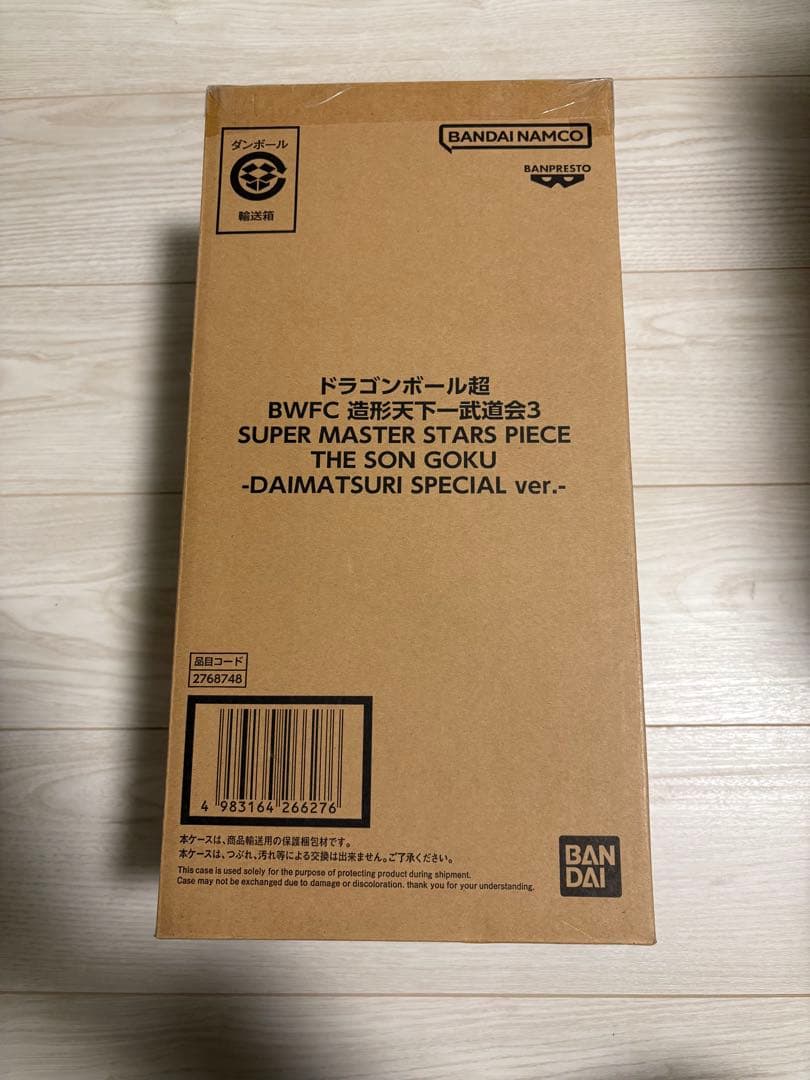 ダンボール
輸送箱
BANDAI NAMCO
BANPRESTO
ドラゴンボール超
BWFC 造形天下一武道会3
SUPER MASTER STARS PIECE
THE SON GOKU
-DAIMATSURI SPECIAL ver.-
品目コード
2768748
4 983164 266276
本ケースは、商品輸送用の保護梱包材です。
本ケースは、つぶれ、汚れ等による交換は出来ません。ご了承ください。
This case is used solely for the purpose of protecting product during shipment.
Case may not be exchanged due to damage or discoloration. thank you for your understanding.
BAN
DAI